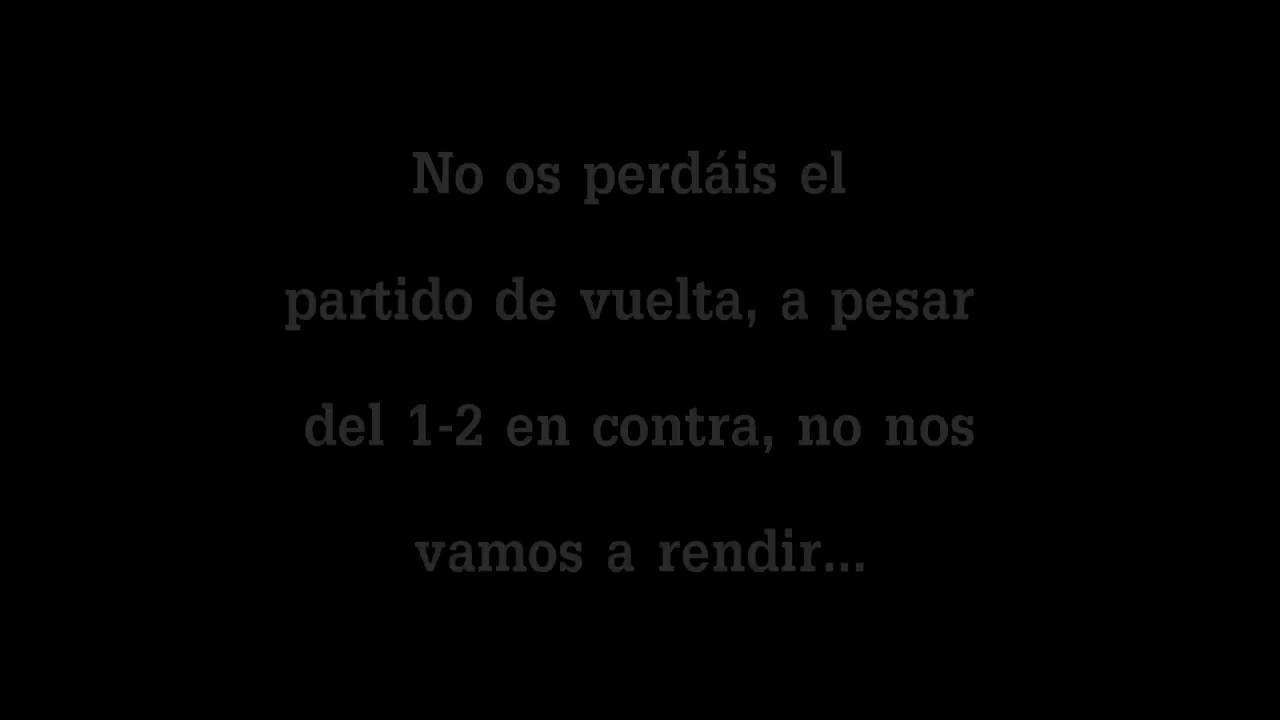 No os perdáis el
partido de vuelta, a pesar
del 1-2 en contra, no nos
vamos a rendir...